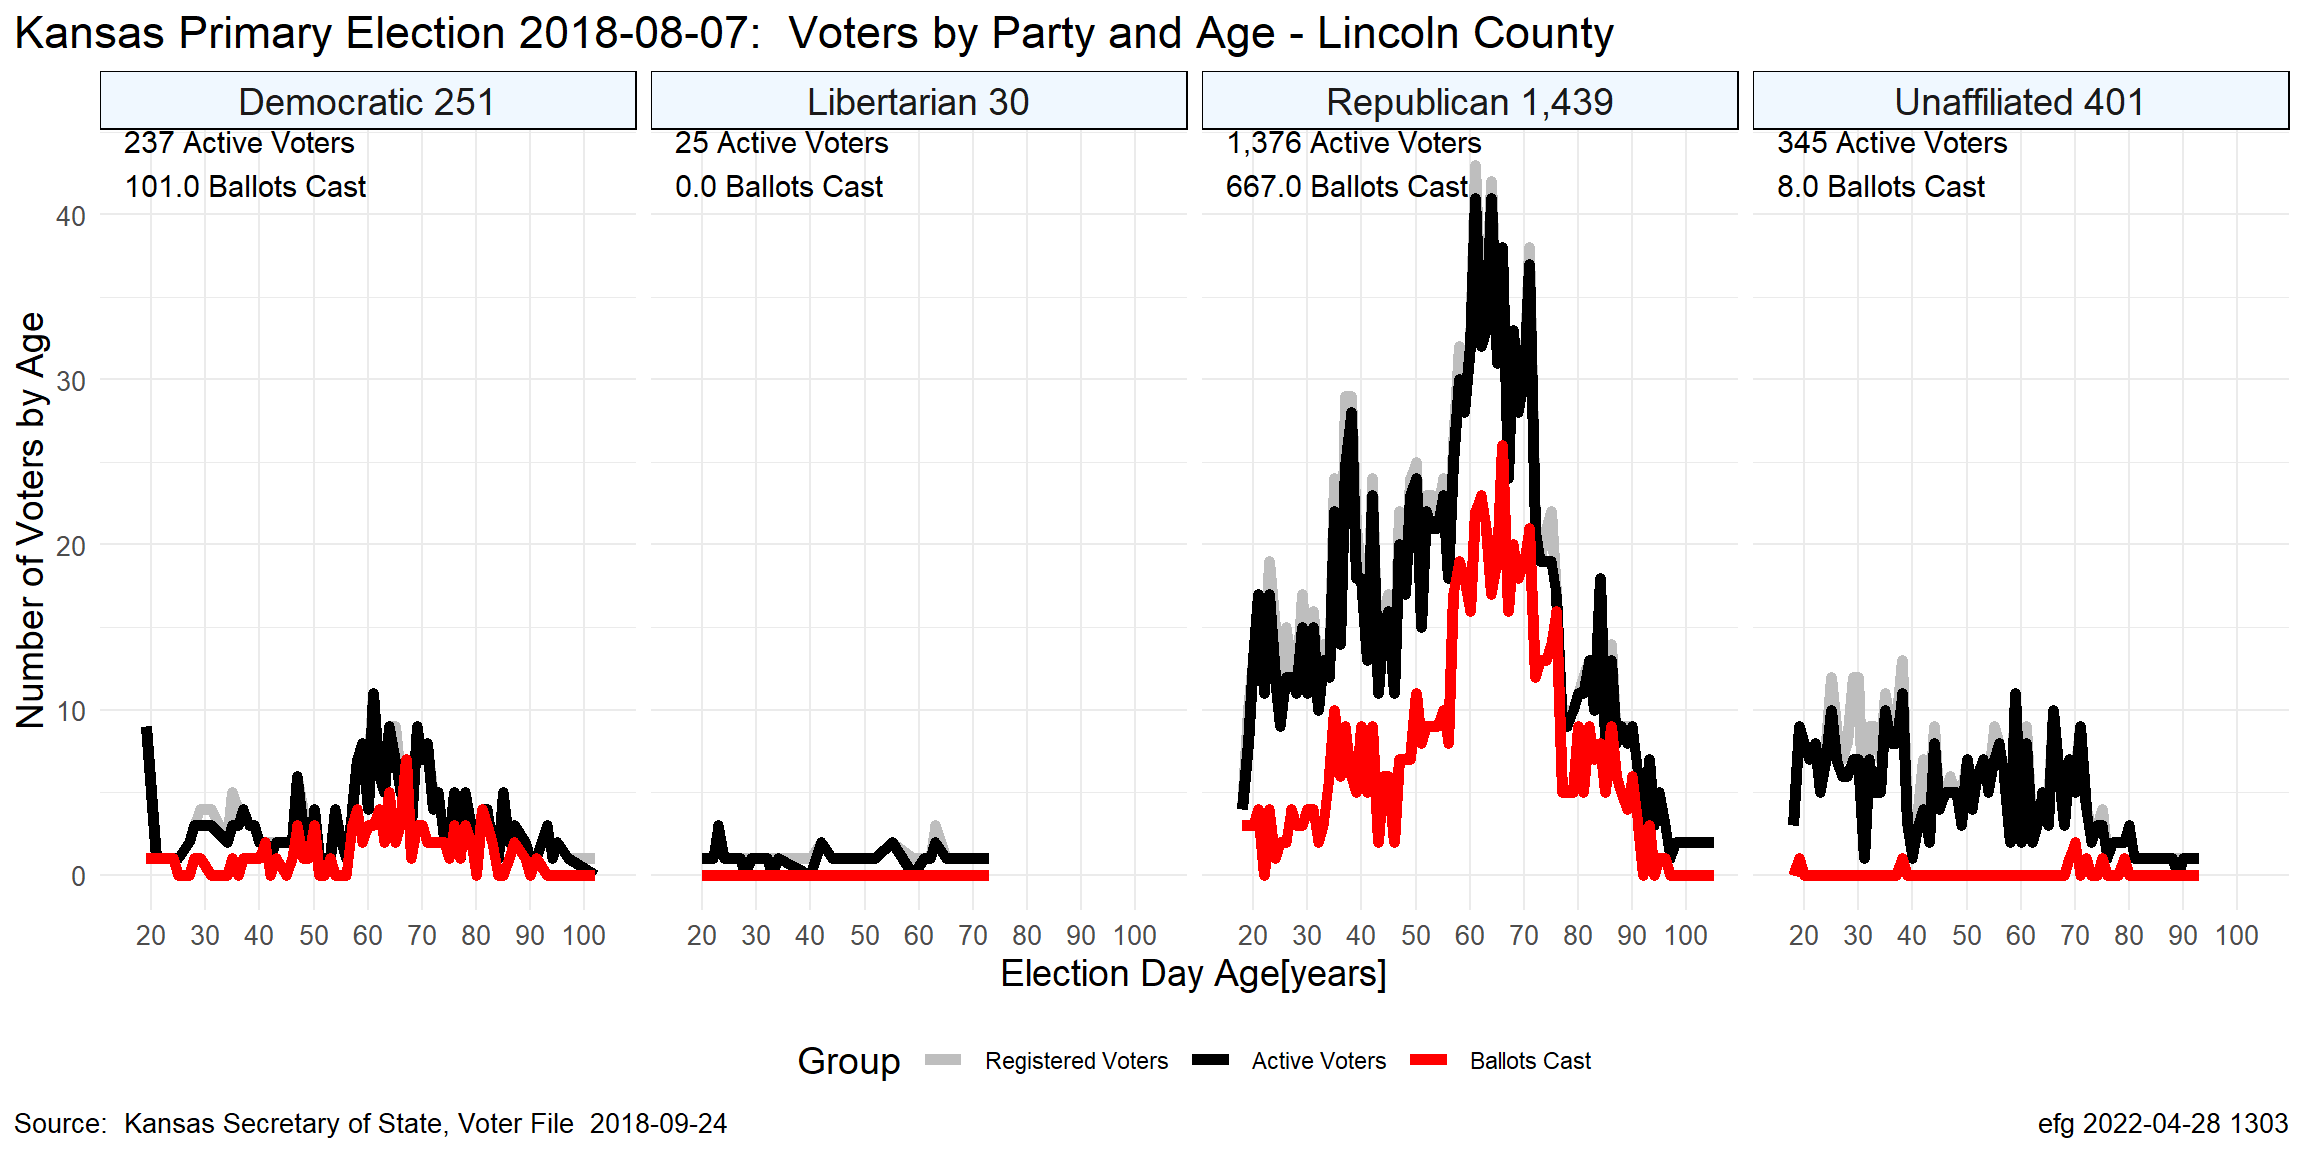 Kansas Primary Election 2018-08-07:  Voters by Party and Age - Lincoln County
Democratic 251
Libertarian 30
Republican 1,439
Unaffiliated 401
237 Active Voters
101.0 Ballots Cast
25 Active Voters
0.0 Ballots Cast
1,376 Active Voters
667.0 Ballots Cast
345 Active Voters
8.0 Ballots Cast
Number of Voters by Age
40
30
20
10
0
20 30 40 50 60 70 80 90 100
20 30 40 50 60 70 80 90 100
20 30 40 50 60 70 80 90 100
20 30 40 50 60 70 80 90 100
Election Day Age[years]
Group Registered Voters Active Voters Ballots Cast
Source:  Kansas Secretary of State, Voter File  2018-09-24
efg 2022-04-28 1303